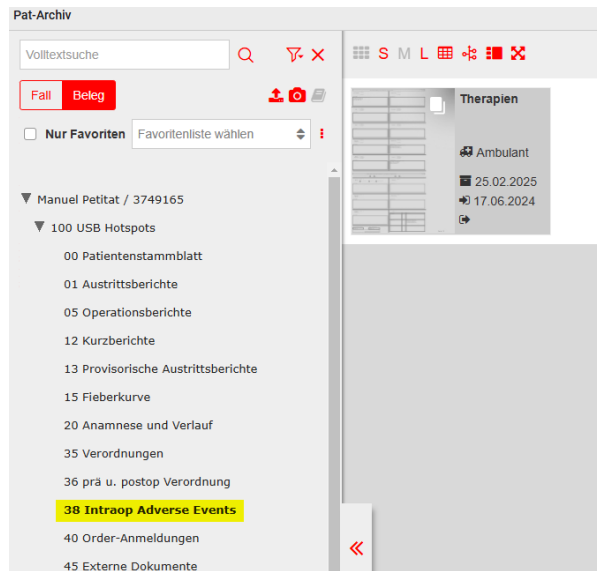 Pat-Archiv
Volltextsuche
S M L
Fall Beleg
Nur Favoriten Favoritenliste wählen
Therapien
Ambulant
25.02.2025
17.06.2024
Manuel Petitat / 3749165
100 USB Hotspots
00 Patientenstammblatt
01 Austrittsberichte
05 Operationsberichte
12 Kurzberichte
13 Provisorische Austrittsberichte
15 Fieberkurve
20 Anamnese und Verlauf
35 Verordnungen
36 prä u. postop Verordnung
38 Intraop Adverse Events
40 Order-Anmeldungen
45 Externe Dokumente